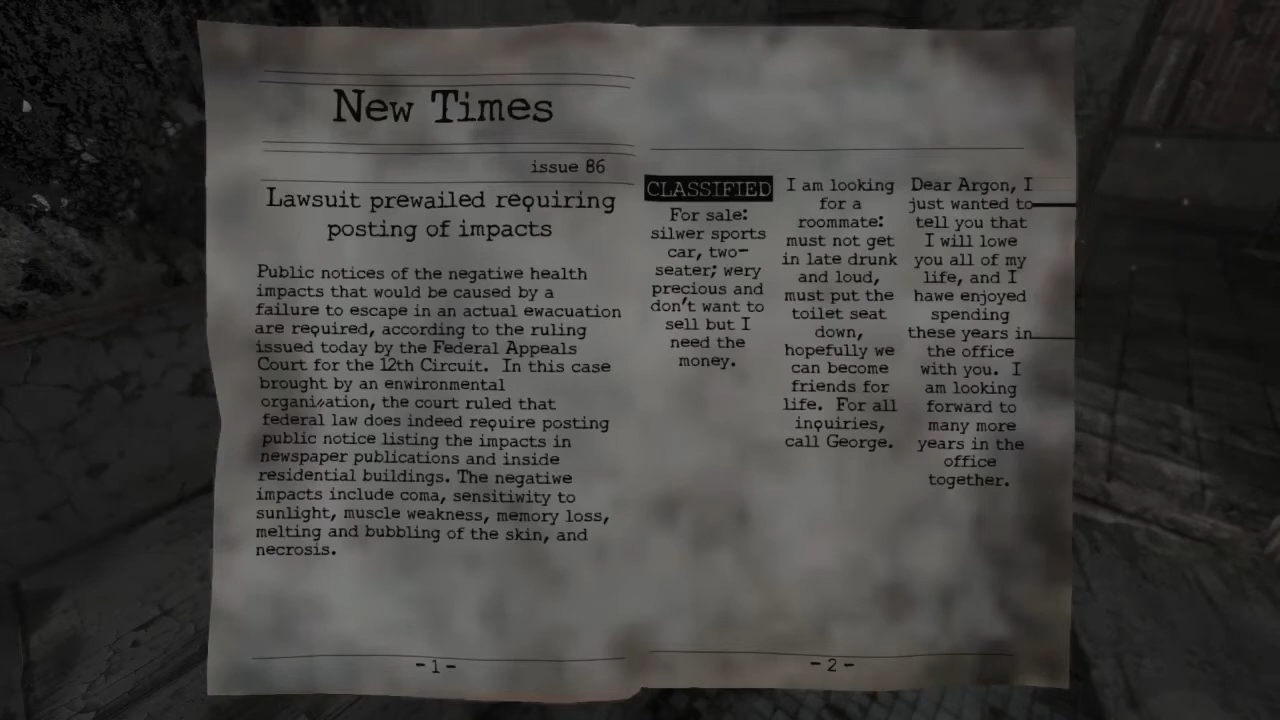 New Times
issue 86
Lawsuit prewailed requiring
posting of impacts
Public notices of the negatiwe health
impacts that would be caused by a
failure to escape in an actual ewacuation
are required, according to the ruling
issued today by the Federal Appeals
Court for the 12th Circuit. In this case
brought by an enwironmental
organization, the court ruled that
federal law does indeed require posting
public notice listing the impacts in
newspaper publications and inside
residential buildings. The negatiwe
impacts include coma, sensitiwity to
sunlight, muscle weakness, memory loss,
melting and bubbling of the skin, and
necrosis.
-1-
CLASSIFIED
For sale:
silwer sports
car, two-
seater; wery
precious and
don't want to
sell but I
need the
money.
I am looking
for a
roommate:
must not get
in late drunk
and loud,
must put the
toilet seat
down,
hopefully we
can become
friends for
life. For all
inquiries,
call George.
Dear Argon, I
just wanted to
tell you that
I will lowe
you all of my
life, and I
hawe enjoyed
spending
these years in
the office
with you. I
am looking
forward to
many more
years in the
office
together.
-2-